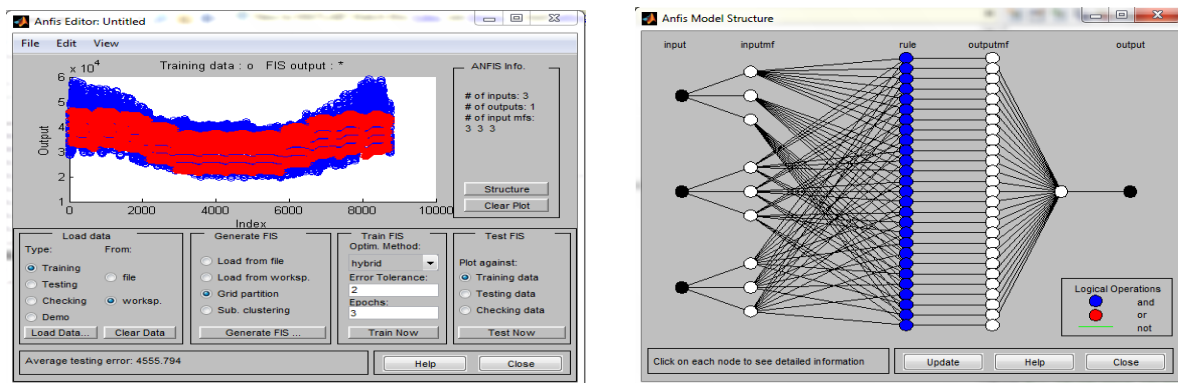 Anfis Editor: Untitled
File Edit View
x 10^4
Training data : o FIS output : *
6
5
4
3
2
1
Output
0 2000 4000 6000 8000 10000
Index
ANFIS Info.
# of inputs: 3
# of outputs: 1
# of input mfs:
3 3 3
Structure
Clear Plot
Load data
Type: From:
Training
Testing
Checking
Demo
file
worksp.
Load Data... Clear Data
Generate FIS
Load from file
Load from worksp.
Grid partition
Sub. clustering
Generate FIS ...
Train FIS
Optim. Method:
hybrid
Error Tolerance:
2
Epochs:
3
Train Now
Test FIS
Plot against:
Training data
Testing data
Checking data
Test Now
Average testing error: 4555.794
Help Close
Anfis Model Structure
input inputmf rule outputmf output
Logical Operations
and
or
not
Click on each node to see detailed information
Update Help Close